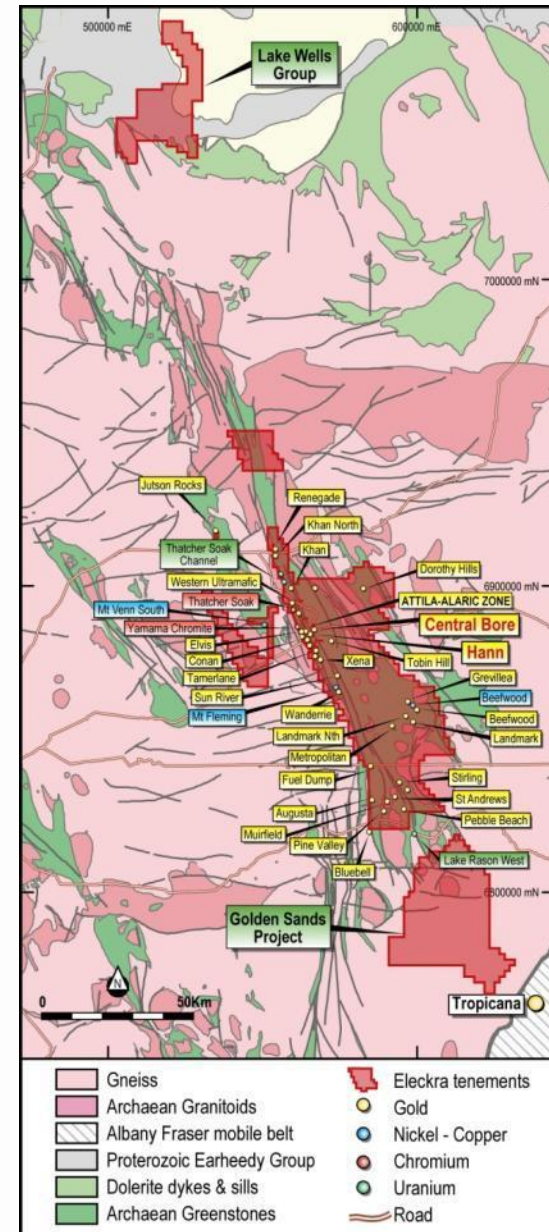 500000 mE
600000 mE
Lake Wells
Group
7000000 mN
Jutson Rocks
Renegade
Khan North
Thatcher Soak
Channel
Khan
Dorothy Hills
Western Ultramafic
6900000 mN
Thatcher Soak
ATTILA-ALARIC ZONE
Mt Venn South
Yamama Chromite
Central Bore
Elvis
Hann
Conan
Xena
Tobin Hill
Tamerlane
Grevillea
Sun River
Beefwood
Mt Fleming
Wanderrie
Beefwood
Landmark Nth
Landmark
Metropolitan
Fuel Dump
Stirling
Augusta
St Andrews
Muirfield
Pebble Beach
Pine Valley
Lake Rason West
Bluebell
6800000 mN
Golden Sands
Project
N
0 50Km
Tropicana
Gneiss
Archaean Granitoids
Albany Fraser mobile belt
Proterozoic Earheedy Group
Dolerite dykes & sills
Archaean Greenstones
Eleckra tenements
Gold
Nickel - Copper
Chromium
Uranium
Road